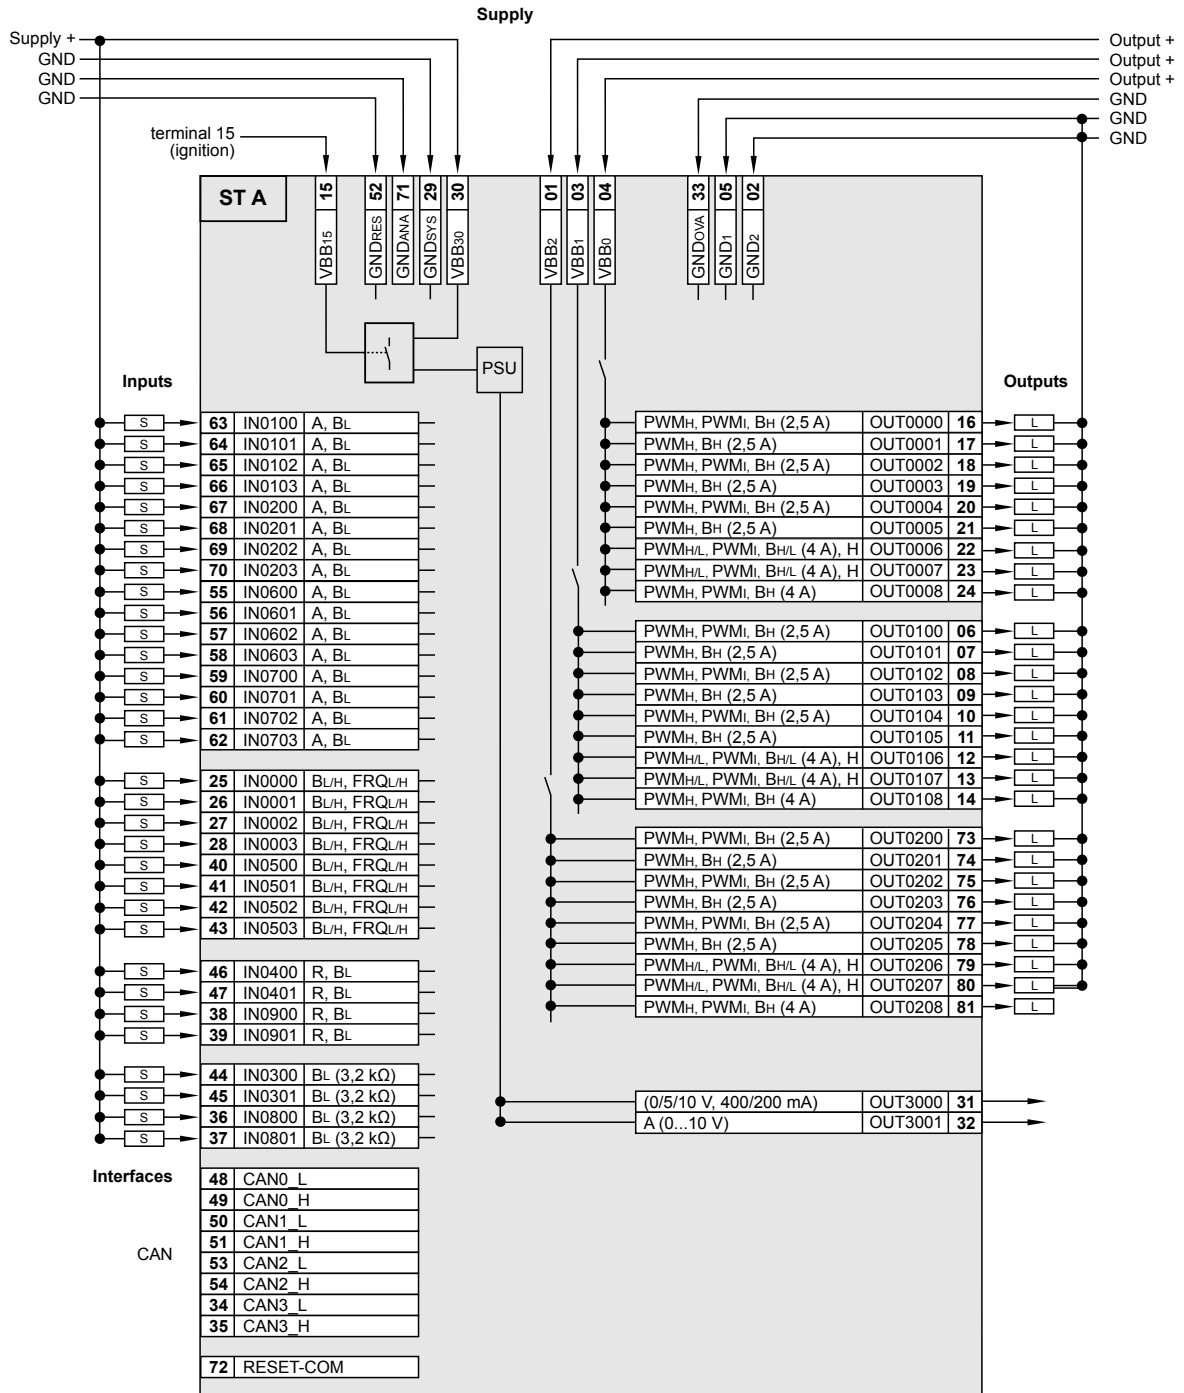 Supply
Supply +
GND
GND
GND
terminal 15
(ignition)
Output +
Output +
Output +
GND
GND
GND
ST A
15 VBB15
52 GNDRES
71 GNDANA
29 GNDSYS
30 VBB30
01 VBB2
03 VBB1
04 VBB0
33 GNDOVA
05 GND1
02 GND2
PSU
Inputs
S 63 IN0100 A, BL
S 64 IN0101 A, BL
S 65 IN0102 A, BL
S 66 IN0103 A, BL
S 67 IN0200 A, BL
S 68 IN0201 A, BL
S 69 IN0202 A, BL
S 70 IN0203 A, BL
S 55 IN0600 A, BL
S 56 IN0601 A, BL
S 57 IN0602 A, BL
S 58 IN0603 A, BL
S 59 IN0700 A, BL
S 60 IN0701 A, BL
S 61 IN0702 A, BL
S 62 IN0703 A, BL
S 25 IN0000 BL/H, FRQL/H
S 26 IN0001 BL/H, FRQL/H
S 27 IN0002 BL/H, FRQL/H
S 28 IN0003 BL/H, FRQL/H
S 40 IN0500 BL/H, FRQL/H
S 41 IN0501 BL/H, FRQL/H
S 42 IN0502 BL/H, FRQL/H
S 43 IN0503 BL/H, FRQL/H
S 46 IN0400 R, BL
S 47 IN0401 R, BL
S 38 IN0900 R, BL
S 39 IN0901 R, BL
S 44 IN0300 BL (3,2 kΩ)
S 45 IN0301 BL (3,2 kΩ)
S 36 IN0800 BL (3,2 kΩ)
S 37 IN0801 BL (3,2 kΩ)
Interfaces
CAN
48 CAN0_L
49 CAN0_H
50 CAN1_L
51 CAN1_H
53 CAN2_L
54 CAN2_H
34 CAN3_L
35 CAN3_H
72 RESET-COM
Outputs
PWMH, PWMI, BH (2,5 A) OUT0000 16 L
PWMH, BH (2,5 A) OUT0001 17 L
PWMH, PWMI, BH (2,5 A) OUT0002 18 L
PWMH, BH (2,5 A) OUT0003 19 L
PWMH, PWMI, BH (2,5 A) OUT0004 20 L
PWMH, BH (2,5 A) OUT0005 21 L
PWMH/L, PWMI, BH/L (4 A), H OUT0006 22 L
PWMH/L, PWMI, BH/L (4 A), H OUT0007 23 L
PWMH, PWMI, BH (4 A) OUT0008 24 L
PWMH, PWMI, BH (2,5 A) OUT0100 06 L
PWMH, BH (2,5 A) OUT0101 07 L
PWMH, PWMI, BH (2,5 A) OUT0102 08 L
PWMH, BH (2,5 A) OUT0103 09 L
PWMH, PWMI, BH (2,5 A) OUT0104 10 L
PWMH, BH (2,5 A) OUT0105 11 L
PWMH/L, PWMI, BH/L (4 A), H OUT0106 12 L
PWMH/L, PWMI, BH/L (4 A), H OUT0107 13 L
PWMH, PWMI, BH (4 A) OUT0108 14 L
PWMH, PWMI, BH (2,5 A) OUT0200 73 L
PWMH, BH (2,5 A) OUT0201 74 L
PWMH, PWMI, BH (2,5 A) OUT0202 75 L
PWMH, BH (2,5 A) OUT0203 76 L
PWMH, PWMI, BH (2,5 A) OUT0204 77 L
PWMH, BH (2,5 A) OUT0205 78 L
PWMH/L, PWMI, BH/L (4 A), H OUT0206 79 L
PWMH/L, PWMI, BH/L (4 A), H OUT0207 80 L
PWMH, PWMI, BH (4 A) OUT0208 81 L
(0/5/10 V, 400/200 mA) OUT3000 31
A (0...10 V) OUT3001 32